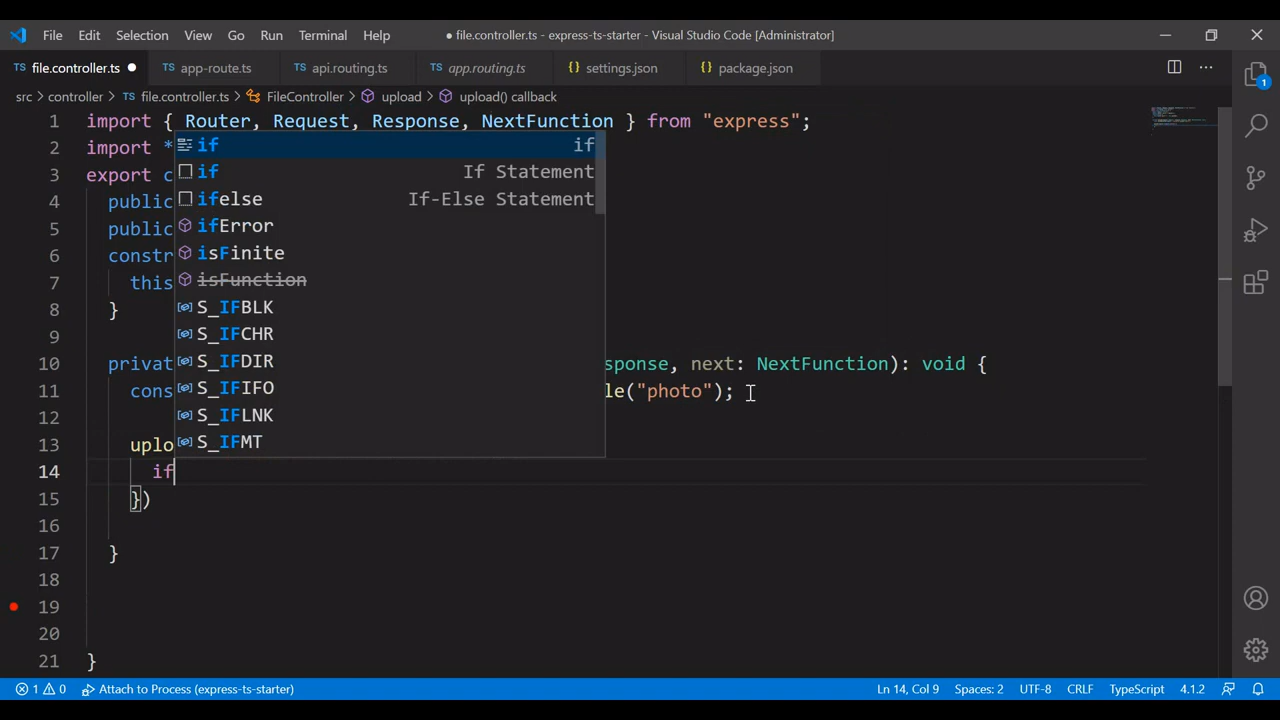 File Edit Selection View Go Run Terminal Help ● file.controller.ts - express-ts-starter - Visual Studio Code [Administrator]
TS file.controller.ts ● TS app-route.ts TS api.routing.ts TS app.routing.ts {} settings.json {} package.json
src > controller > TS file.controller.ts > FileController > upload > upload() callback
1 import { Router, Request, Response, NextFunction } from "express";
2 import *
3 export c
4 public
5 public
6 constr
7 this
8 }
9
10 privat sponse, next: NextFunction): void {
11 cons le("photo");
12
13 uplo
14 if
15 })
16
17 }
18
19
20
21 }
if if
if If Statement
ifelse If-Else Statement
ifError
isFinite
isFunction
S_IFBLK
S_IFCHR
S_IFDIR
S_IFIFO
S_IFLNK
S_IFMT
1
1 0 Attach to Process (express-ts-starter) Ln 14, Col 9 Spaces: 2 UTF-8 CRLF TypeScript 4.1.2